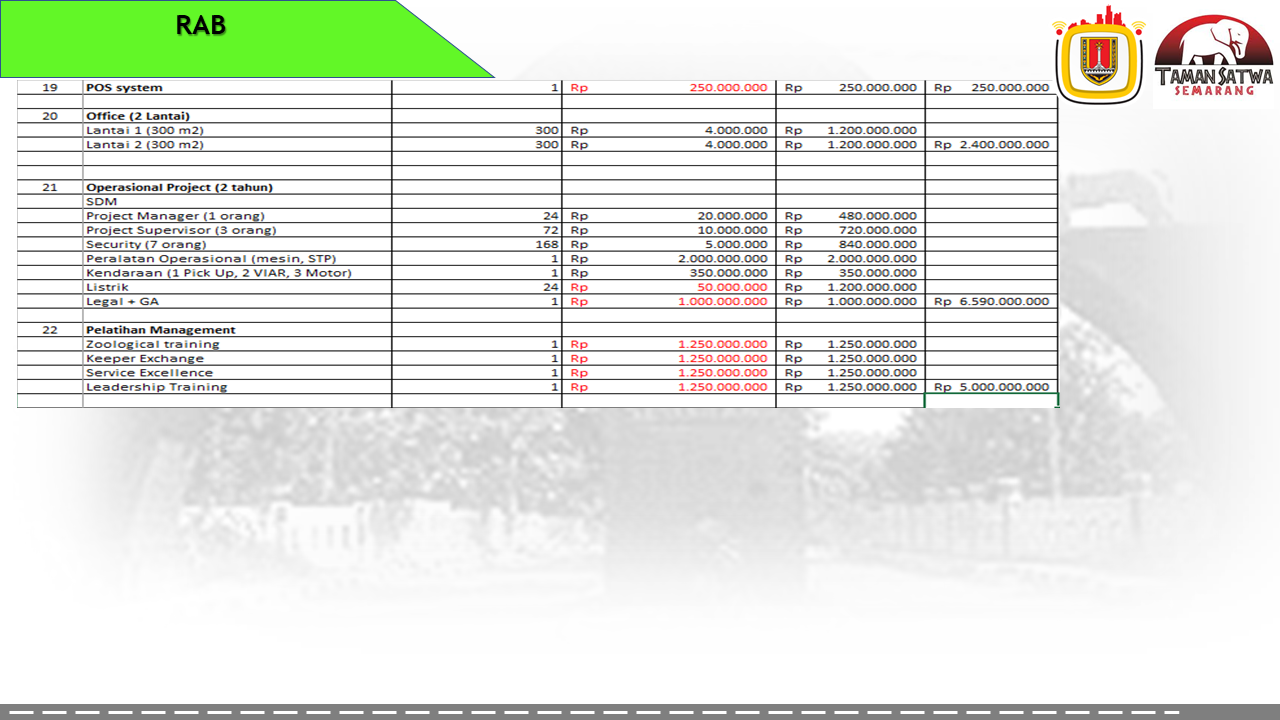 RAB
TAMAN SATWA
SEMARANG
19 POS system 1 Rp 250.000.000 Rp 250.000.000 Rp 250.000.000
20 Office (2 Lantai)
Lantai 1 (300 m2) 300 Rp 4.000.000 Rp 1.200.000.000
Lantai 2 (300 m2) 300 Rp 4.000.000 Rp 1.200.000.000 Rp 2.400.000.000
21 Operasional Project (2 tahun)
SDM
Project Manager (1 orang) 24 Rp 20.000.000 Rp 480.000.000
Project Supervisor (3 orang) 72 Rp 10.000.000 Rp 720.000.000
Security (7 orang) 168 Rp 5.000.000 Rp 840.000.000
Peralatan Operasional (mesin, STP) 1 Rp 2.000.000.000 Rp 2.000.000.000
Kendaraan (1 Pick Up, 2 VIAR, 3 Motor) 1 Rp 350.000.000 Rp 350.000.000
Listrik 24 Rp 50.000.000 Rp 1.200.000.000
Legal + GA 1 Rp 1.000.000.000 Rp 1.000.000.000 Rp 6.590.000.000
22 Pelatihan Management
Zoological training 1 Rp 1.250.000.000 Rp 1.250.000.000
Keeper Exchange 1 Rp 1.250.000.000 Rp 1.250.000.000
Service Excellence 1 Rp 1.250.000.000 Rp 1.250.000.000
Leadership Training 1 Rp 1.250.000.000 Rp 1.250.000.000 Rp 5.000.000.000